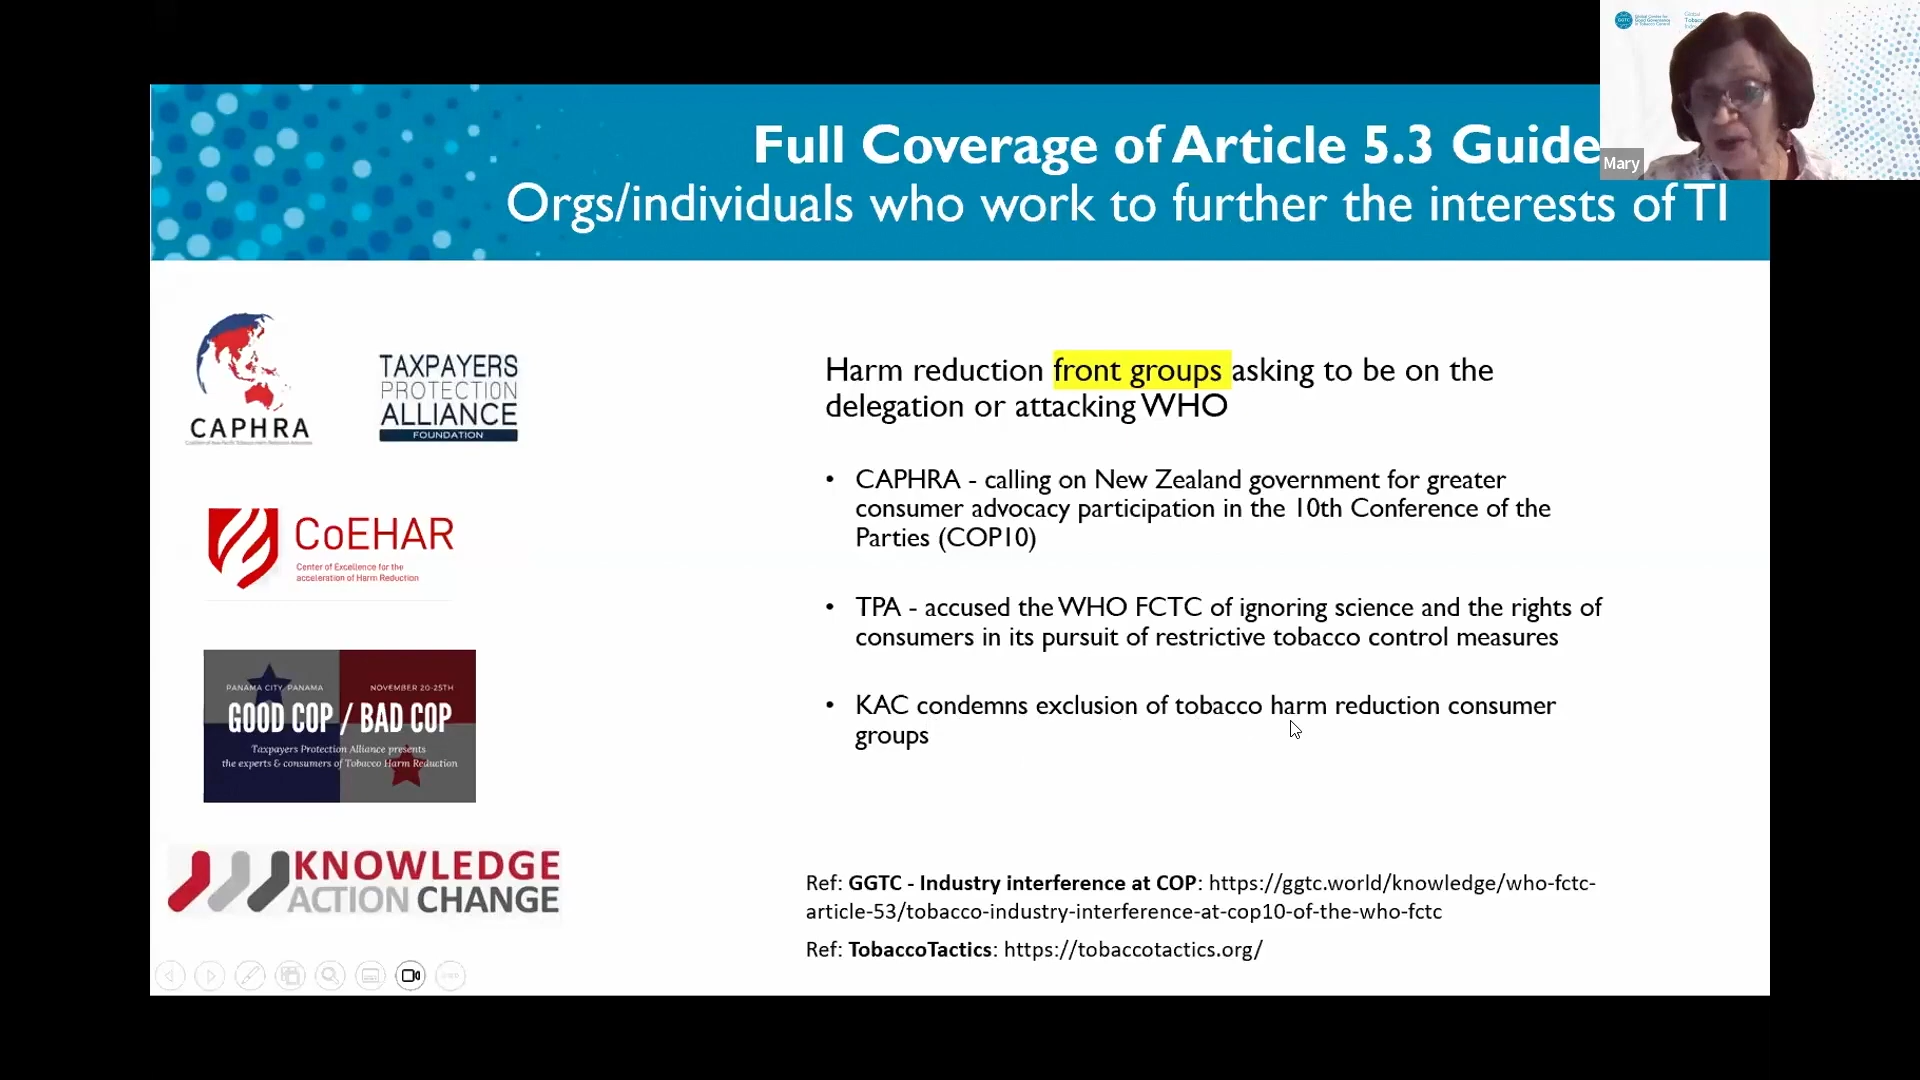 Full Coverage of Article 5.3 Guide
Orgs/individuals who work to further the interests of TI
Mary
CAPHRA
TAXPAYERS
PROTECTION
ALLIANCE
FOUNDATION
CoEHAR
Center of Excellence for the
acceleration of Harm Reduction
PANAMA CITY, PANAMA NOVEMBER 20-25TH
GOOD COP / BAD COP
Taxpayers Protection Alliance presents
the experts & consumers of Tobacco Harm Reduction
KNOWLEDGE
ACTION CHANGE
Harm reduction front groups asking to be on the
delegation or attacking WHO
• CAPHRA - calling on New Zealand government for greater
consumer advocacy participation in the 10th Conference of the
Parties (COP10)
• TPA - accused the WHO FCTC of ignoring science and the rights of
consumers in its pursuit of restrictive tobacco control measures
• KAC condemns exclusion of tobacco harm reduction consumer
groups
Ref: GGTC - Industry interference at COP: https://ggtc.world/knowledge/who-fctc-
article-53/tobacco-industry-interference-at-cop10-of-the-who-fctc
Ref: TobaccoTactics: https://tobaccotactics.org/